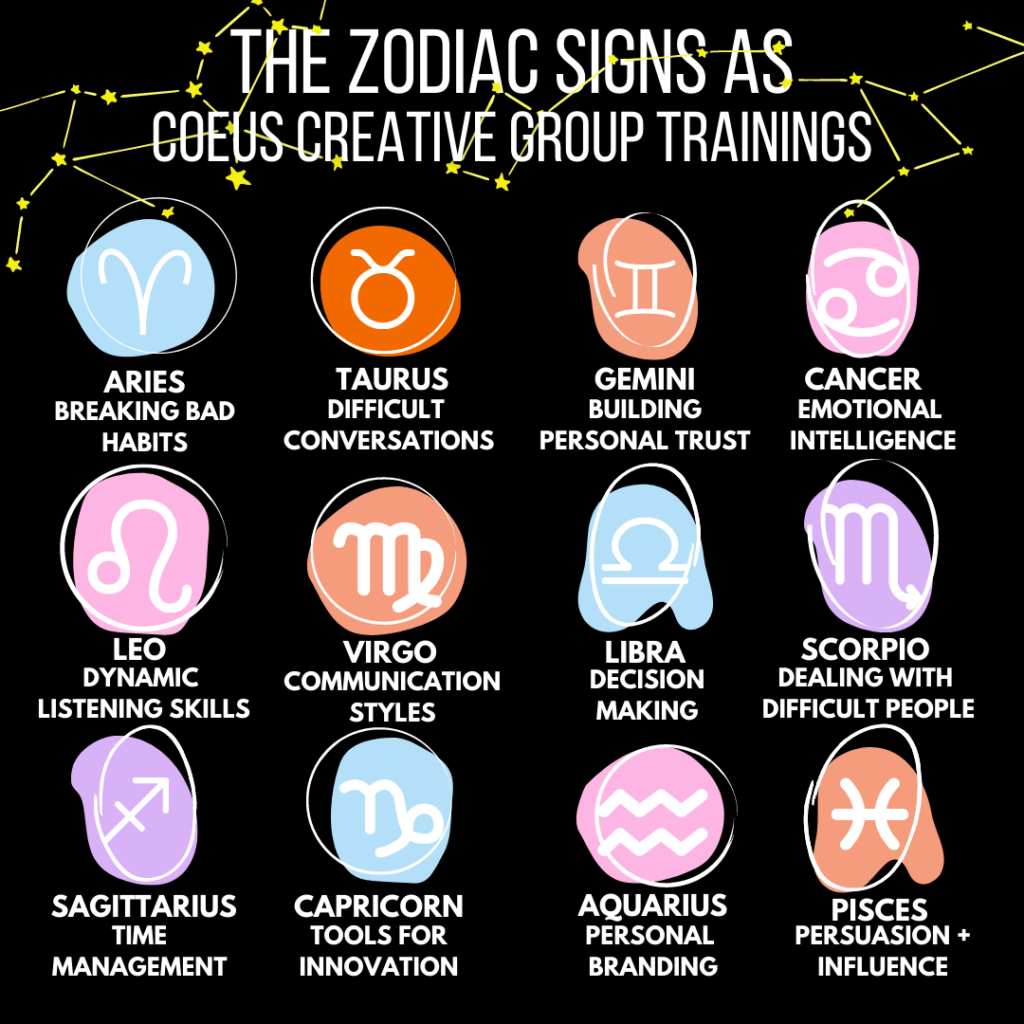 THE ZODIAC SIGNS AS
COEUS CREATIVE GROUP TRAININGS
ARIES
BREAKING BAD
HABITS
TAURUS
DIFFICULT
CONVERSATIONS
GEMINI
BUILDING
PERSONAL TRUST
CANCER
EMOTIONAL
INTELLIGENCE
LEO
DYNAMIC
LISTENING SKILLS
VIRGO
COMMUNICATION
STYLES
LIBRA
DECISION
MAKING
SCORPIO
DEALING WITH
DIFFICULT PEOPLE
SAGITTARIUS
TIME
MANAGEMENT
CAPRICORN
TOOLS FOR
INNOVATION
AQUARIUS
PERSONAL
BRANDING
PISCES
PERSUASION +
INFLUENCE